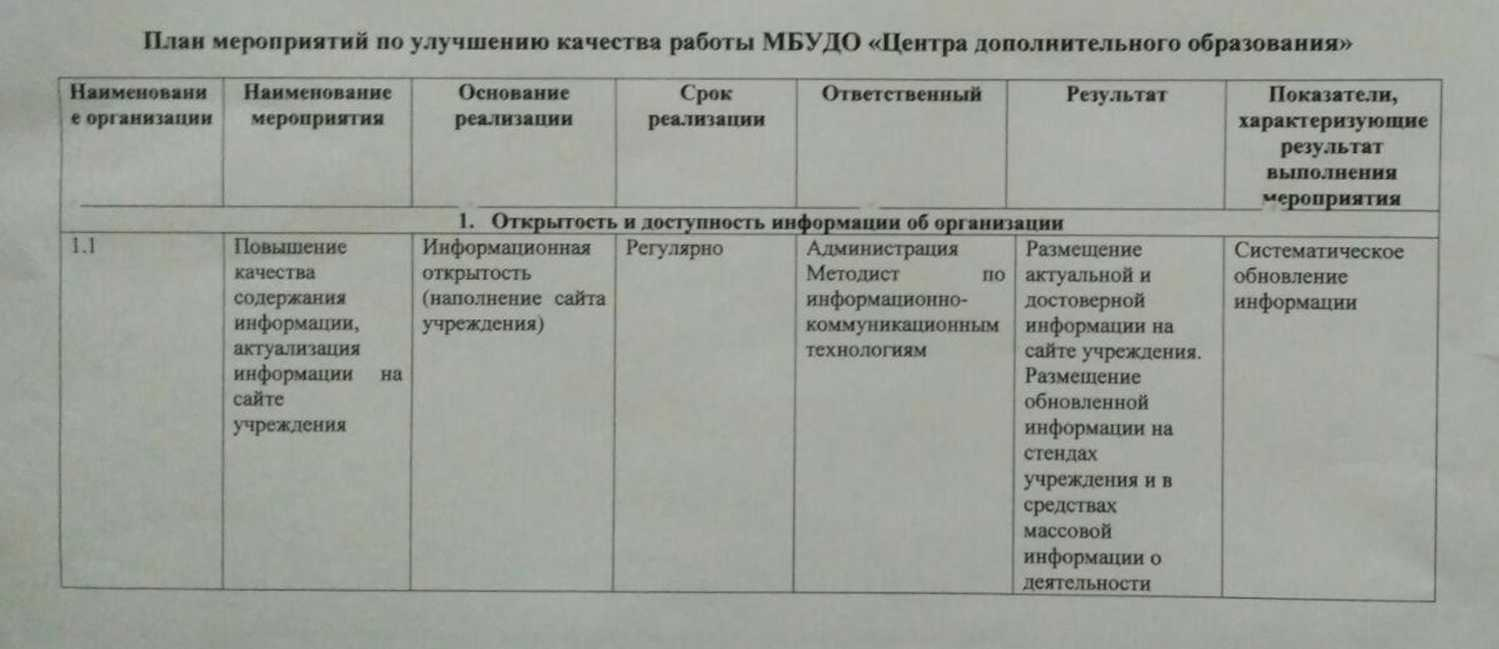 План мероприятий по улучшению качества работы МБУДО «Центра дополнительного образования»
Наименовани
е организации
Наименование
мероприятия
Основание
реализации
Срок
реализации
Ответственный
Результат
Показатели,
характеризующие
результат
выполнения
мероприятия
1. Открытость и доступность информации об организации
1.1
Повышение
качества
содержания
информации,
актуализация
информации на
сайте
учреждения
Информационная
открытость
(наполнение сайта
учреждения)
Регулярно
Администрация
Методист по
информационно-
коммуникационным
технологиям
Размещение
актуальной и
достоверной
информации на
сайте учреждения.
Размещение
обновленной
информации на
стендах
учреждения и в
средствах
массовой
информации о
деятельности
Систематическое
обновление
информации